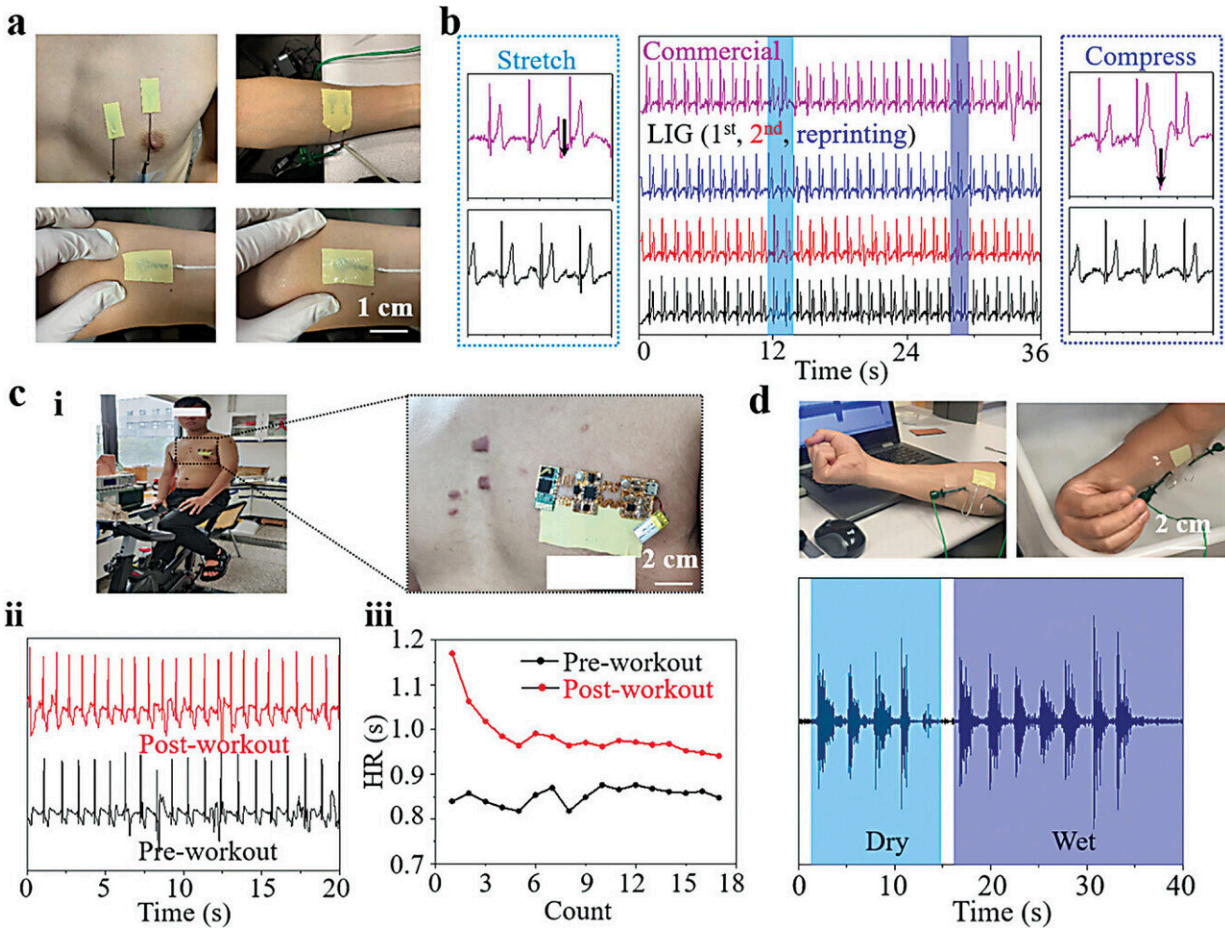 a
1 cm
b
Stretch
Commercial
LIG (1st, 2nd, reprinting)
0
12
24
36
Time (s)
Compress
c
i
2 cm
ii
Post-workout
Pre-workout
0
5
10
15
20
Time (s)
iii
1.2
1.1
1.0
0.9
0.8
0.7
HR (s)
Pre-workout
Post-workout
0
3
6
9
12
15
18
Count
d
2 cm
Dry
Wet
0
10
20
30
40
Time (s)